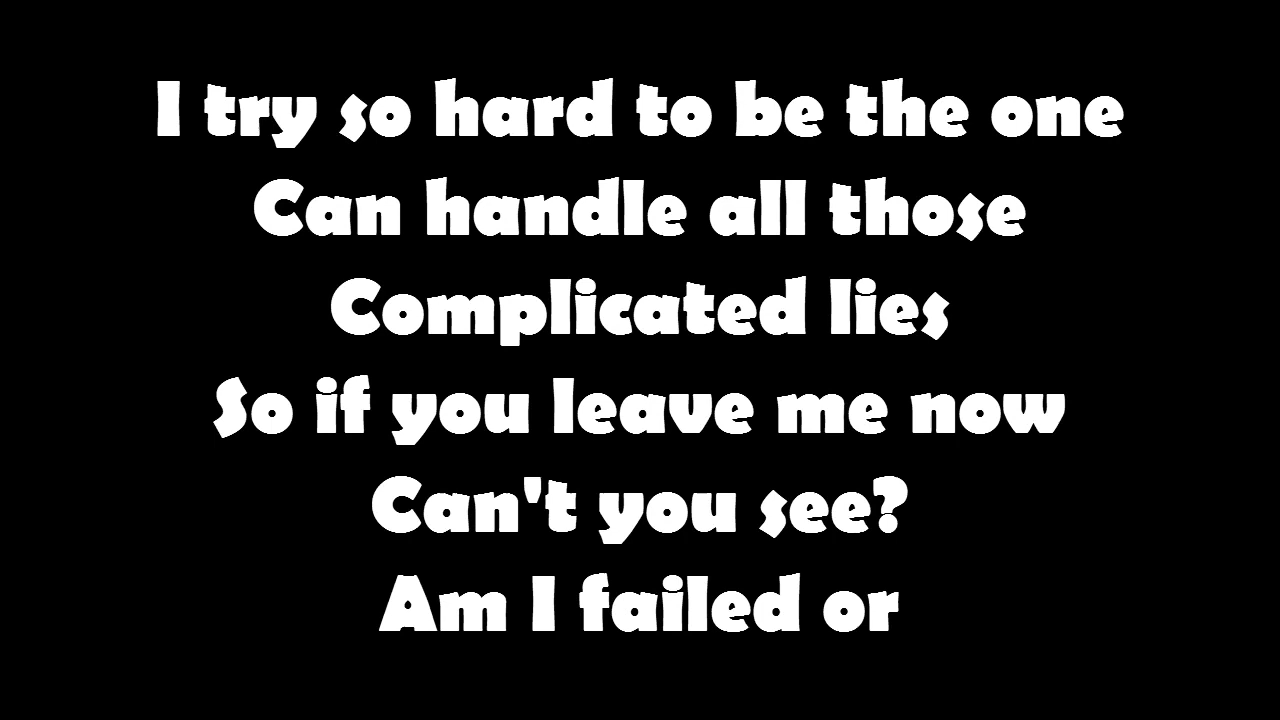 I try so hard to be the one
Can handle all those
Complicated lies
So if you leave me now
Can't you see?
Am I failed or